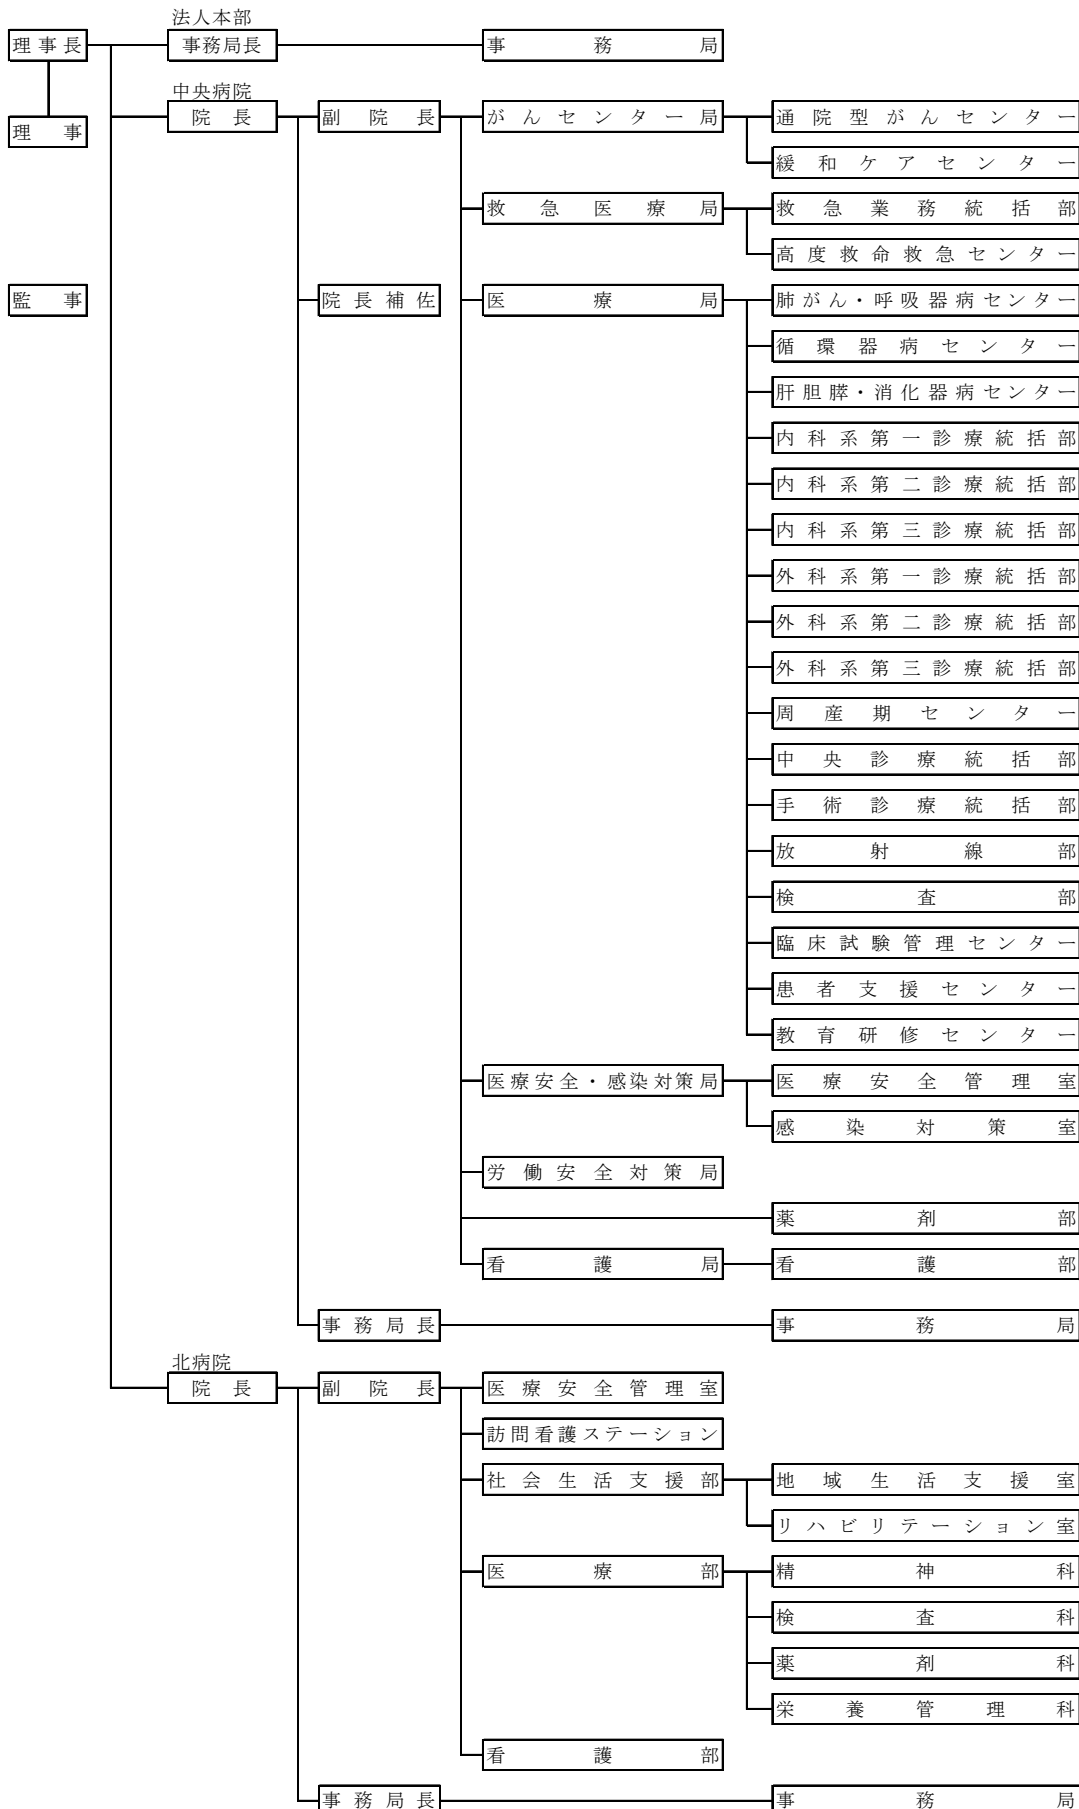 法人本部
理事長 事務局長 事務局
中央病院
院長 副院長 がんセンター局 通院型がんセンター
理事
緩和ケアセンター
救急医療局 救急業務統括部
高度救命救急センター
監事 院長補佐 医療局 肺がん・呼吸器病センター
循環器病センター
肝胆膵・消化器病センター
内科系第一診療統括部
内科系第二診療統括部
内科系第三診療統括部
外科系第一診療統括部
外科系第二診療統括部
外科系第三診療統括部
周産期センター
中央診療統括部
手術診療統括部
放射線部
検査部
臨床試験管理センター
患者支援センター
教育研修センター
医療安全・感染対策局 医療安全管理室
感染対策室
労働安全対策局
薬剤部
看護局 看護部
事務局長 事務局
北病院
院長 副院長 医療安全管理室
訪問看護ステーション
社会生活支援部 地域生活支援室
リハビリテーション室
医療部 精神科
検査科
薬剤科
栄養管理科
看護部
事務局長 事務局